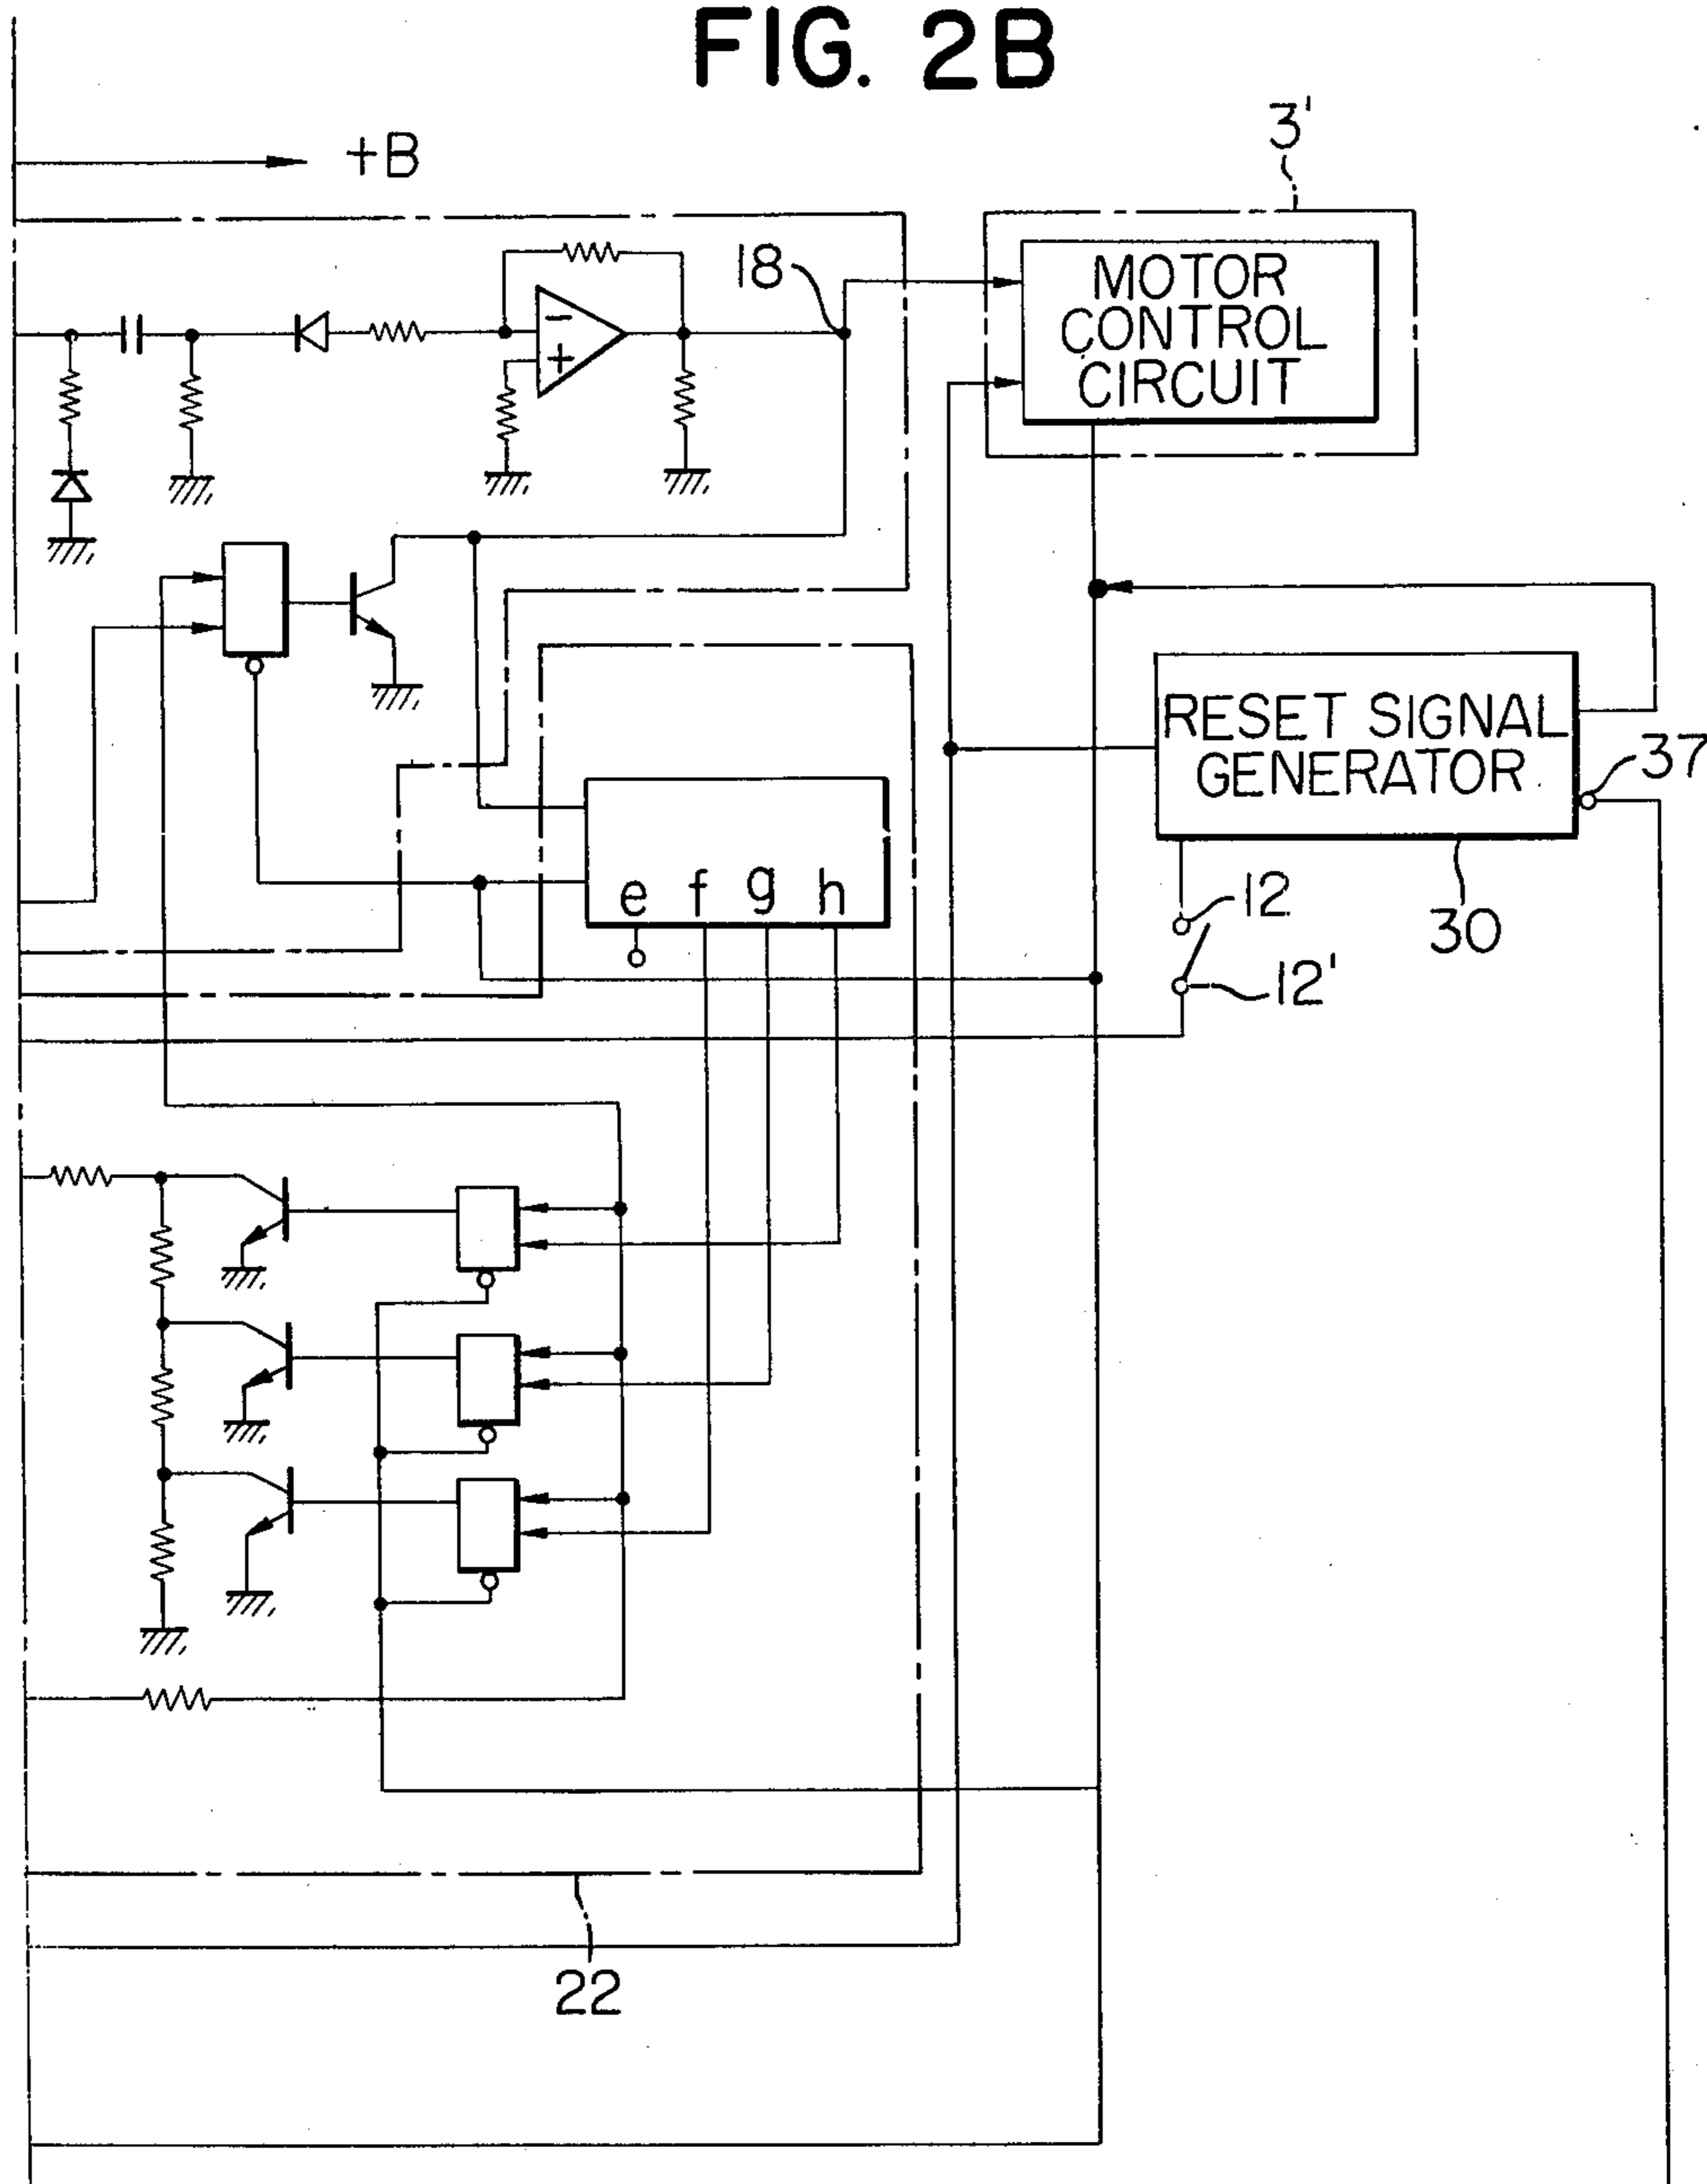 FIG. 2B
+B
3'
18
MOTOR
CONTROL
CIRCUIT
−
+
RESET SIGNAL
GENERATOR
37
e f g h
12
30
12'
22